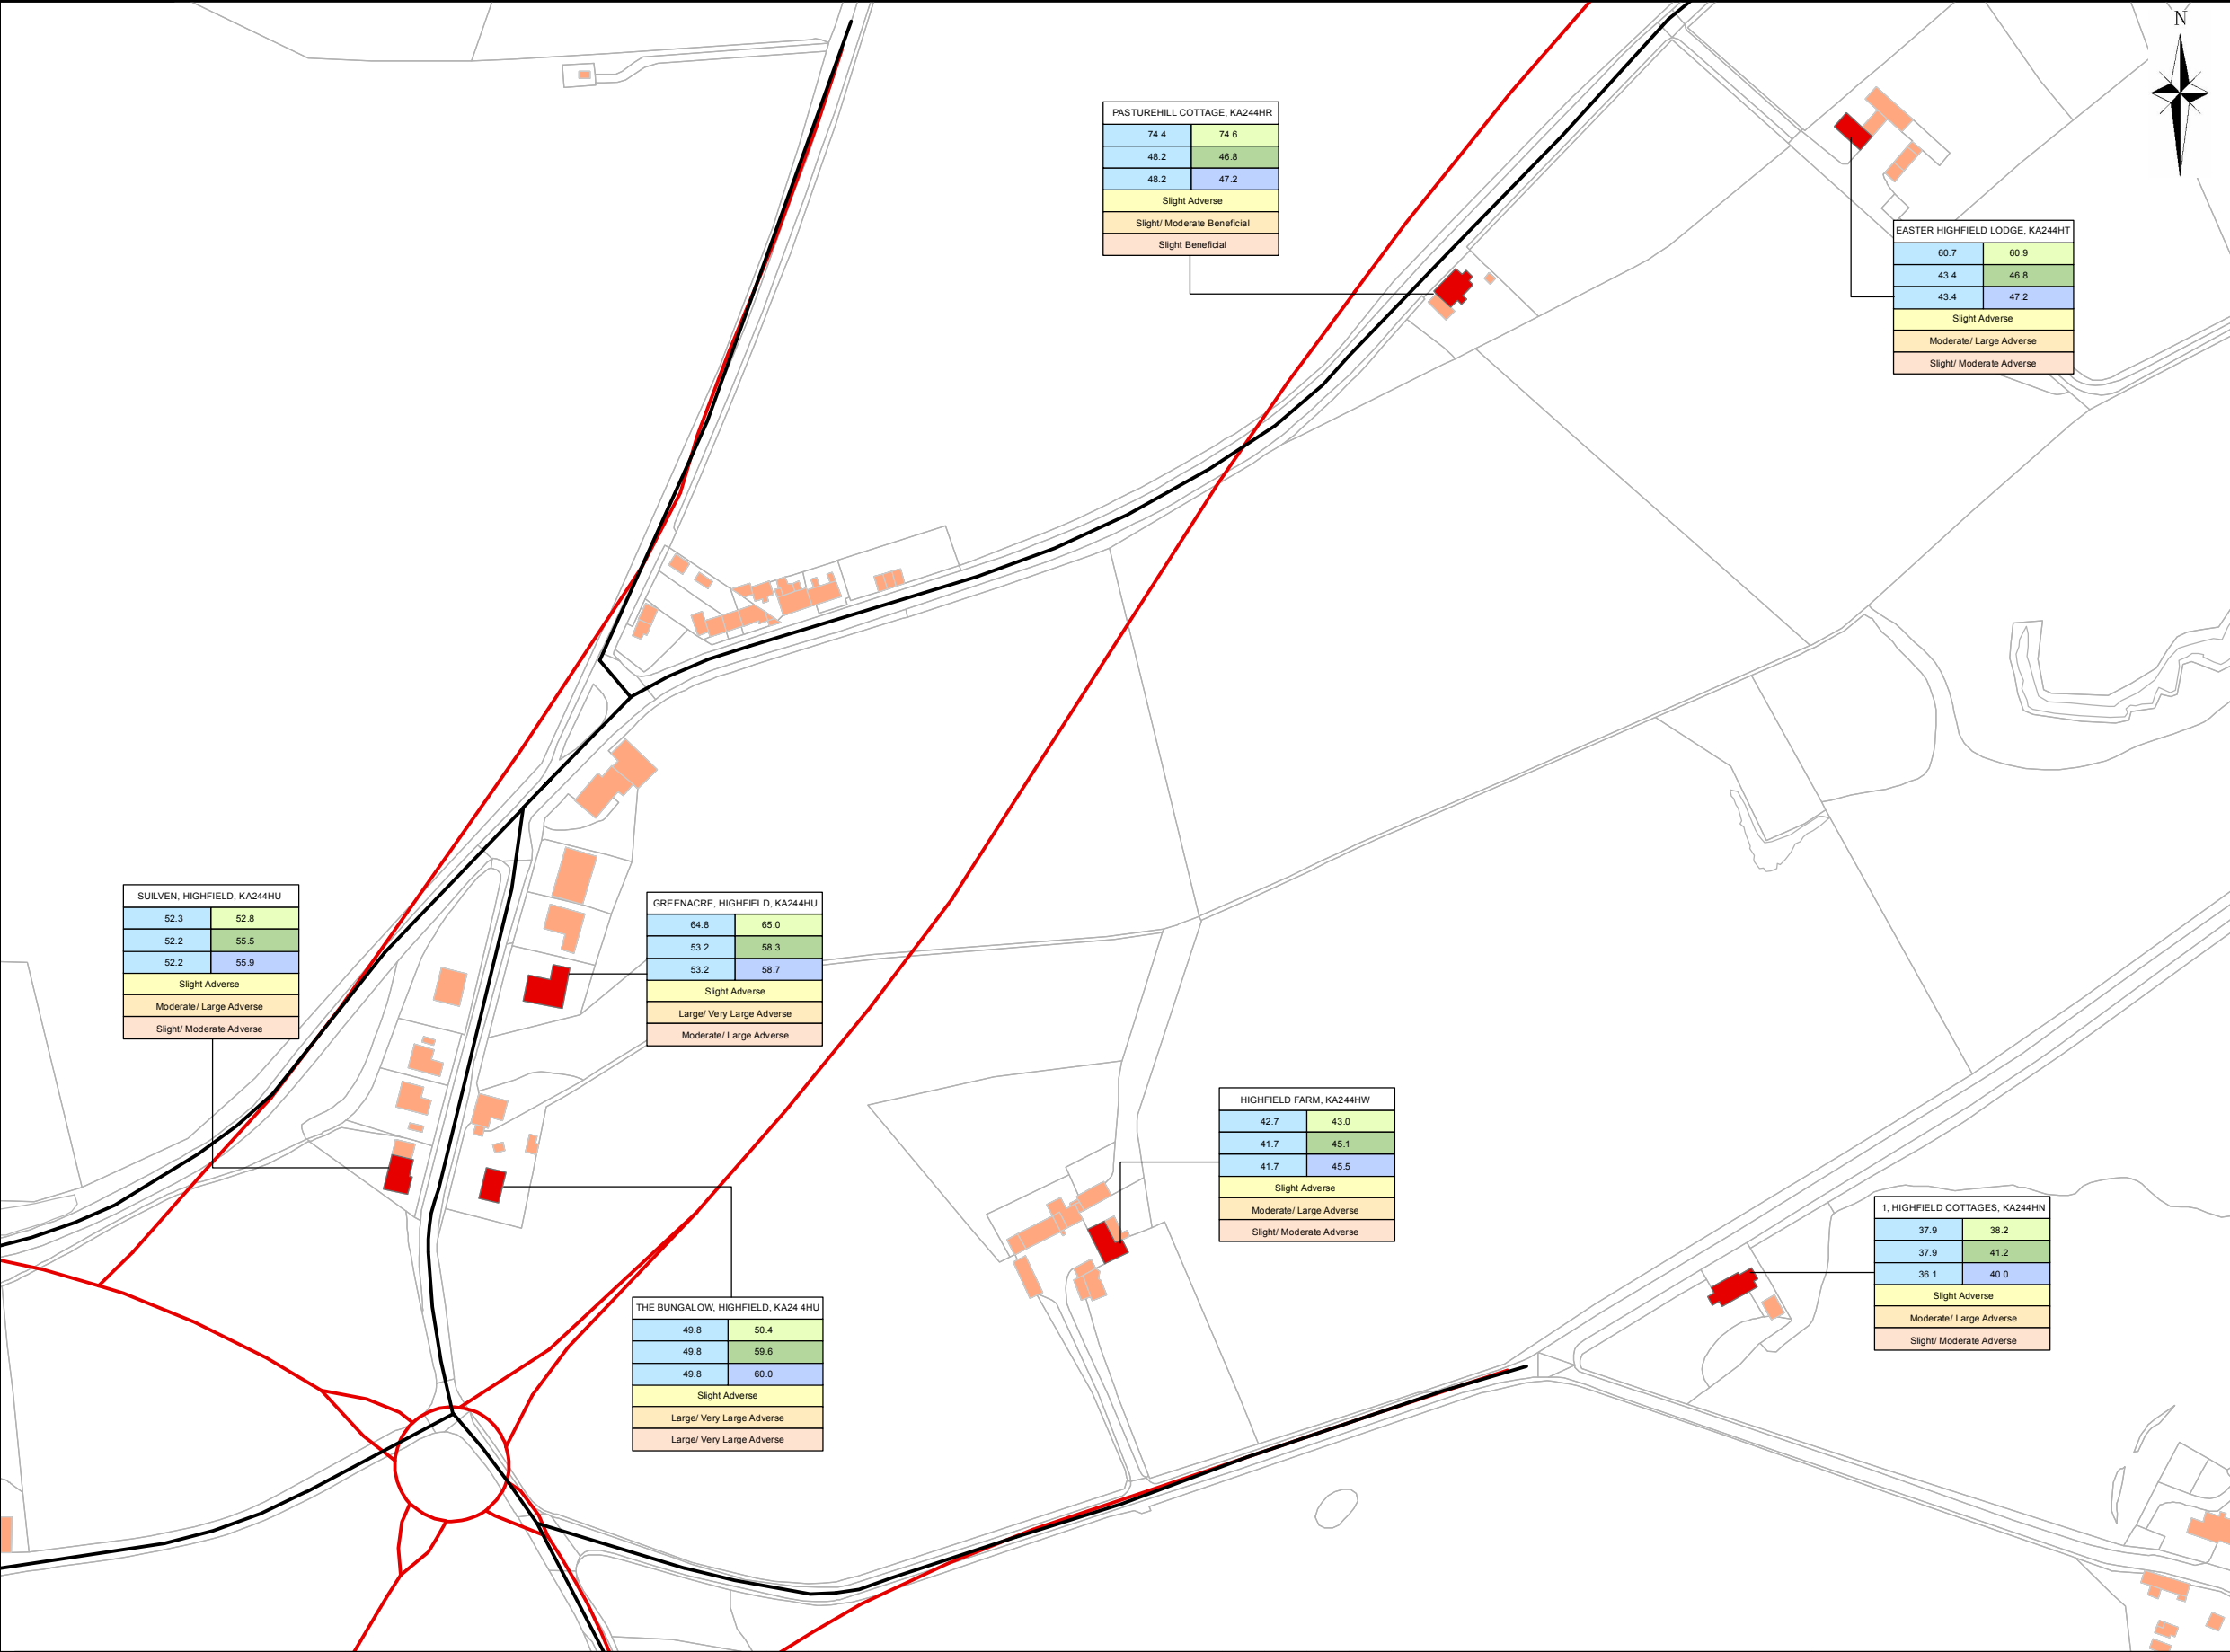 N
PASTUREHILL COTTAGE, KA244HR
74.4 74.6
48.2 46.8
48.2 47.2
Slight Adverse
Slight/ Moderate Beneficial
Slight Beneficial
EASTER HIGHFIELD LODGE, KA244HT
60.7 60.9
43.4 46.8
43.4 47.2
Slight Adverse
Moderate/ Large Adverse
Slight/ Moderate Adverse
SUILVEN, HIGHFIELD, KA244HU
52.3 52.8
52.2 55.5
52.2 55.9
Slight Adverse
Moderate/ Large Adverse
Slight/ Moderate Adverse
GREENACRE, HIGHFIELD, KA244HU
64.8 65.0
53.2 58.3
53.2 58.7
Slight Adverse
Large/ Very Large Adverse
Moderate/ Large Adverse
HIGHFIELD FARM, KA244HW
42.7 43.0
41.7 45.1
41.7 45.5
Slight Adverse
Moderate/ Large Adverse
Slight/ Moderate Adverse
1, HIGHFIELD COTTAGES, KA244HN
37.9 38.2
37.9 41.2
36.1 40.0
Slight Adverse
Moderate/ Large Adverse
Slight/ Moderate Adverse
THE BUNGALOW, HIGHFIELD, KA24 4HU
49.8 50.4
49.8 59.6
49.8 60.0
Slight Adverse
Large/ Very Large Adverse
Large/ Very Large Adverse